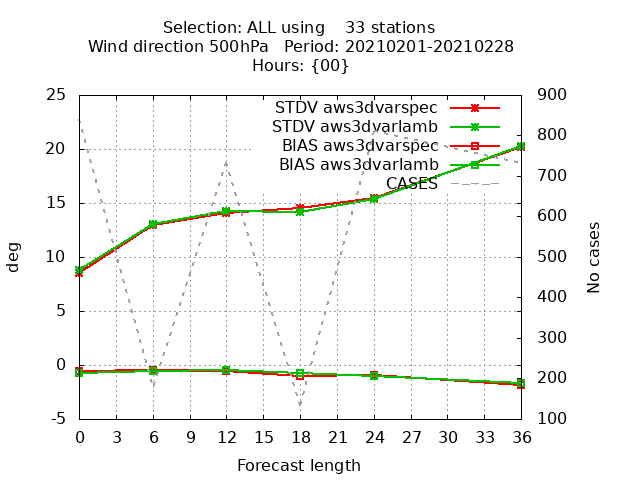 Selection: ALL using    33 stations
Wind direction 500hPa   Period: 20210201-20210228
Hours: {00}
25 900
STDV aws3dvarspec
STDV aws3dvarlamb
BIAS aws3dvarspec
BIAS aws3dvarlamb
CASES
20
15
10
5
0
-5
800
700
600
500
400
300
200
100
deg
No cases
0 3 6 9 12 15 18 21 24 27 30 33 36
Forecast length